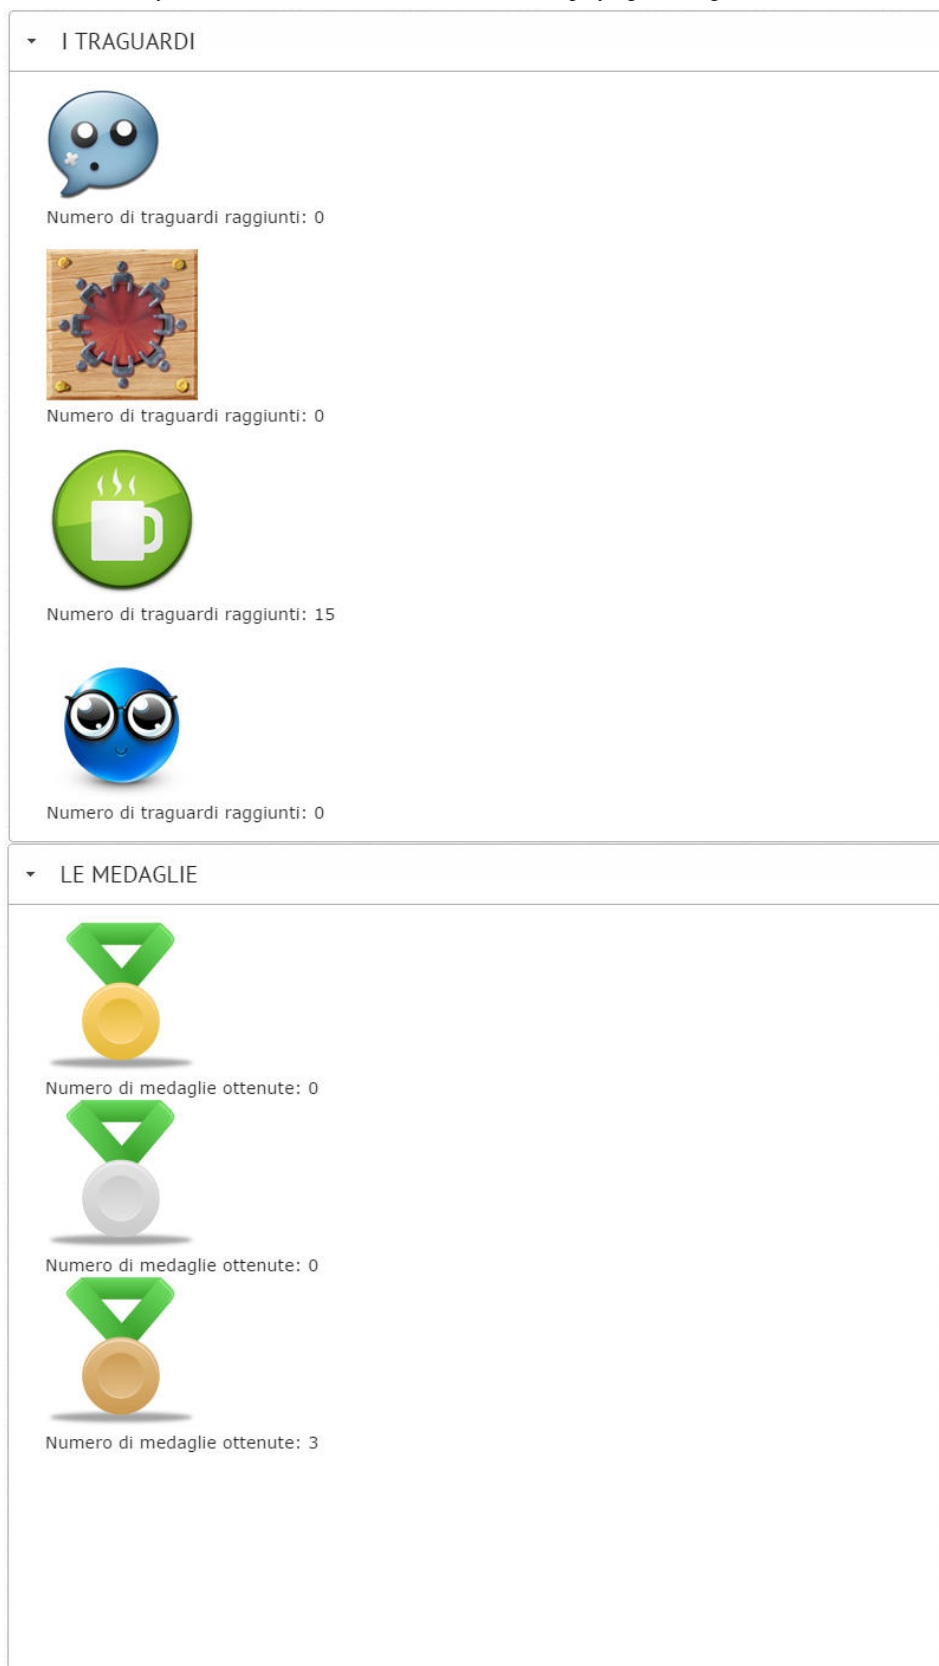 I TRAGUARDI
Numero di traguardi raggiunti: 0
Numero di traguardi raggiunti: 0
Numero di traguardi raggiunti: 15
Numero di traguardi raggiunti: 0
LE MEDAGLIE
Numero di medaglie ottenute: 0
Numero di medaglie ottenute: 0
Numero di medaglie ottenute: 3